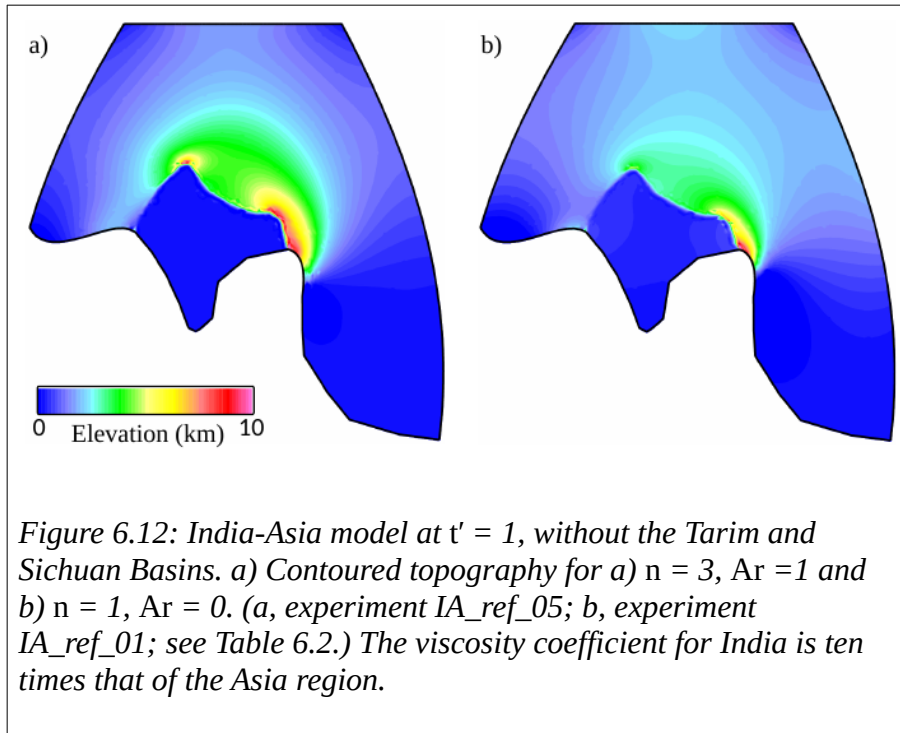 a)
b)
0 Elevation (km) 10
Figure 6.12: India-Asia model at t′ = 1, without the Tarim and
Sichuan Basins. a) Contoured topography for a) n = 3, Ar =1 and
b) n = 1, Ar = 0. (a, experiment IA_ref_05; b, experiment
IA_ref_01; see Table 6.2.) The viscosity coefficient for India is ten
times that of the Asia region.